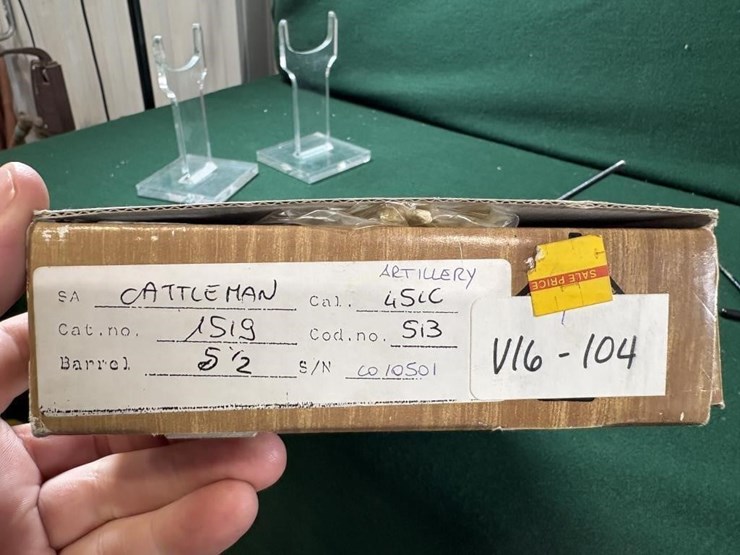 ARTILLERY
SA CATTLEMAN Cal. 45LC
Cat.no. 1519 Cod.no. S13
Barrel 5 1/2 S/N C010501
SALE PRICE
V16 - 104